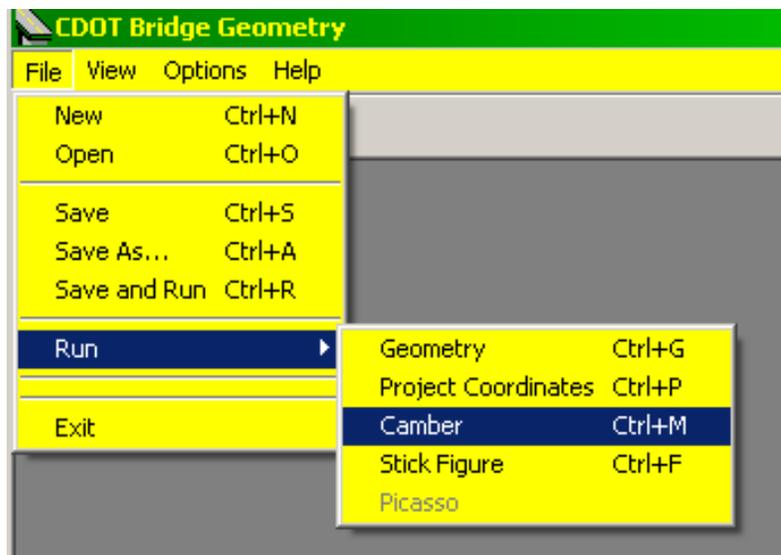 CDOT Bridge Geometry
File View Options Help
New Ctrl+N
Open Ctrl+O
Save Ctrl+S
Save As... Ctrl+A
Save and Run Ctrl+R
Run
Exit
Geometry Ctrl+G
Project Coordinates Ctrl+P
Camber Ctrl+M
Stick Figure Ctrl+F
Picasso